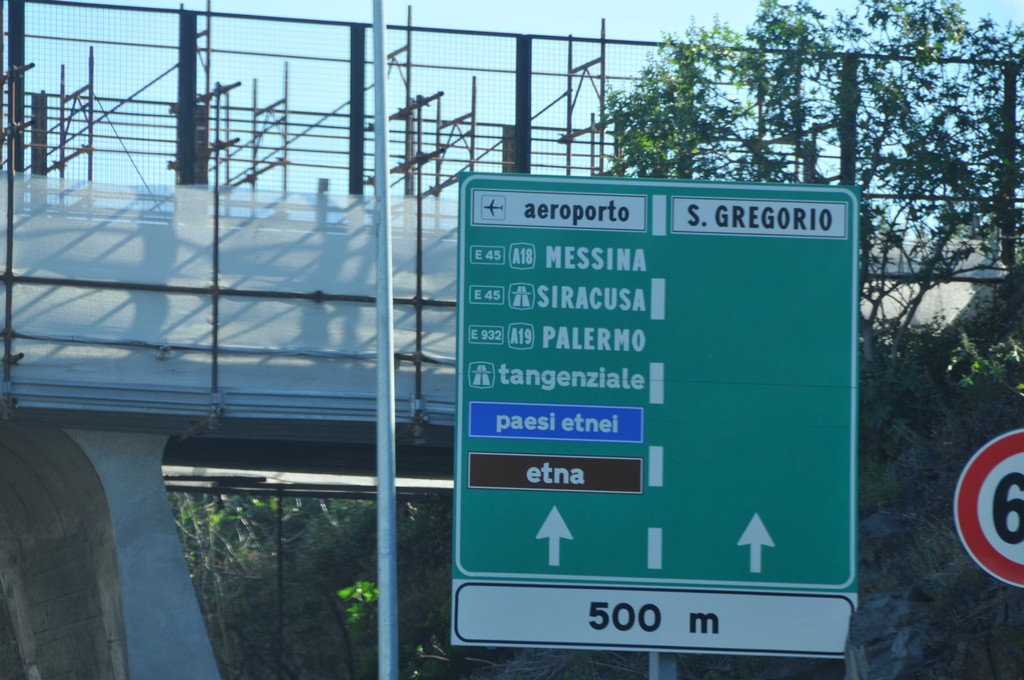 aeroporto
S. GREGORIO
E 45 A18 MESSINA
E 45 SIRACUSA
E 932 A19 PALERMO
tangenziale
paesi etnei
etna
500 m
6